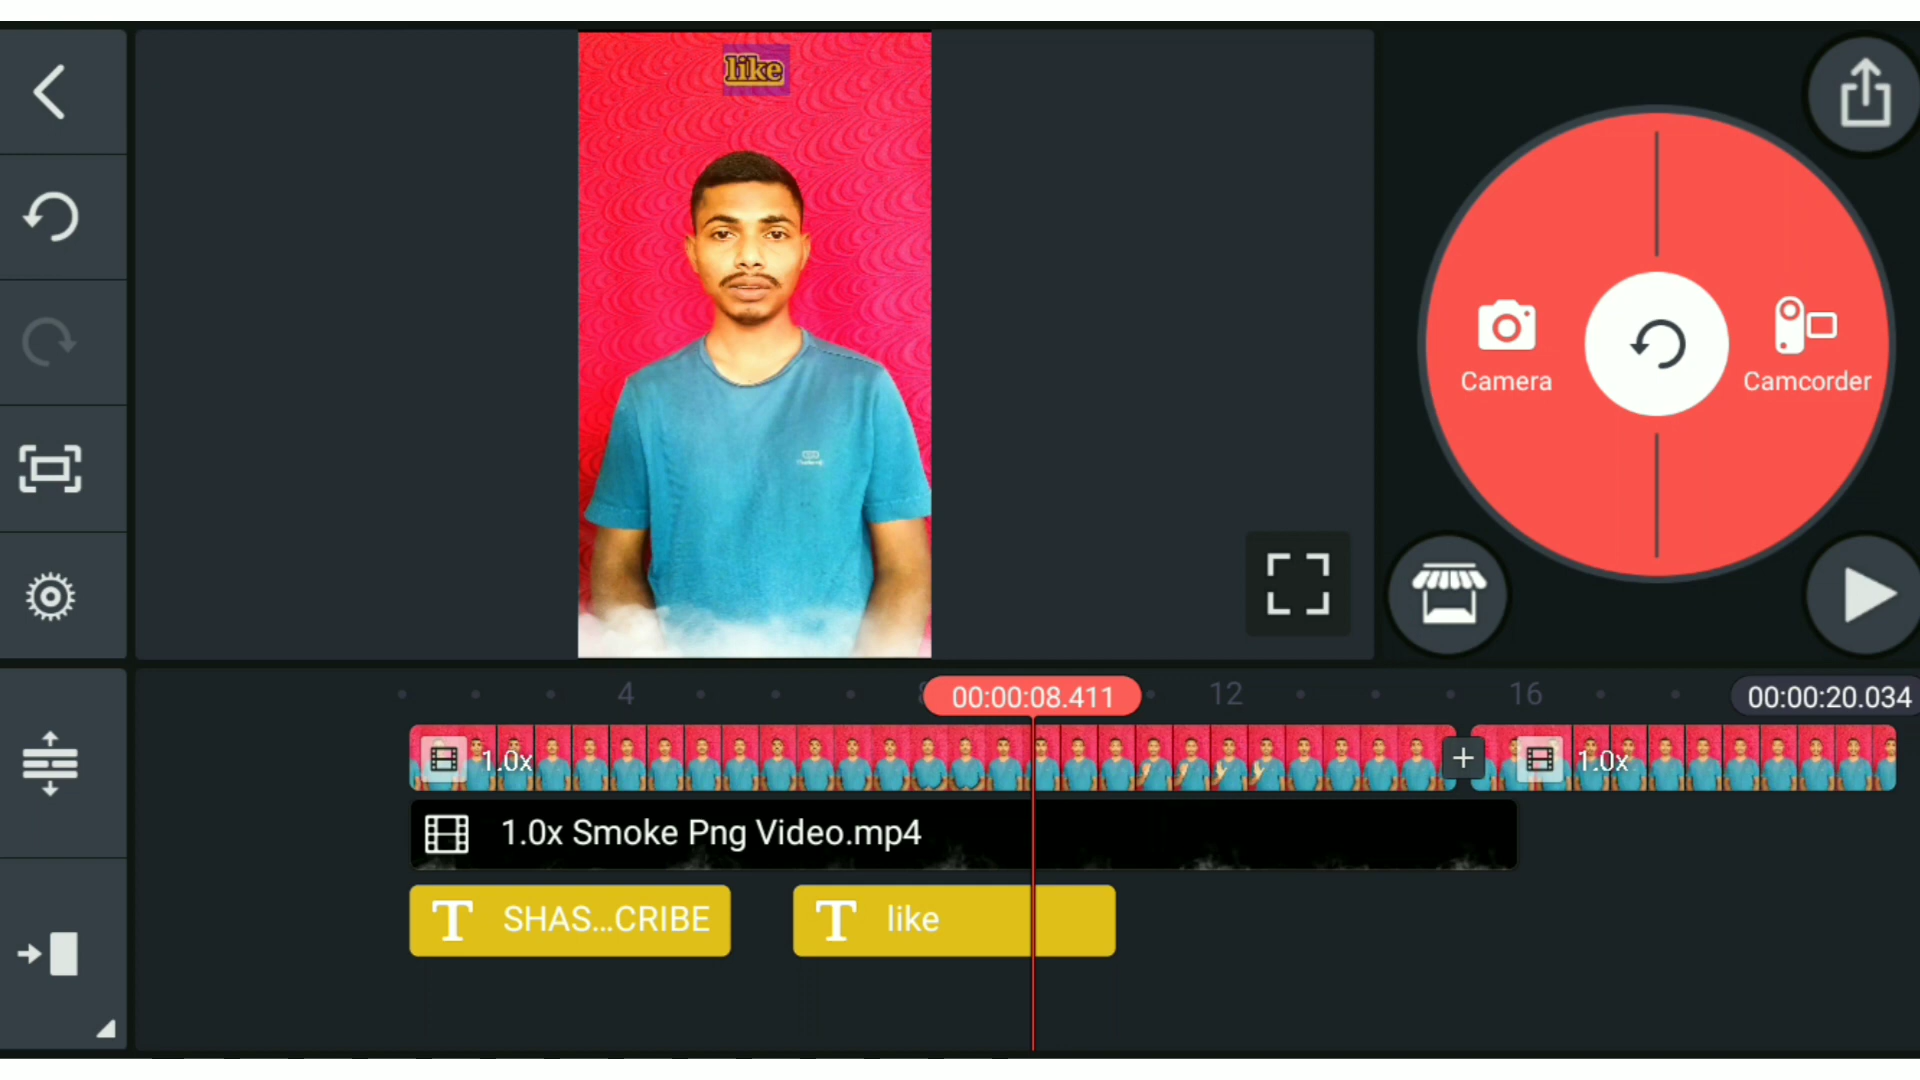 like
Camera
Camcorder
4
00:00:08.411
12
16
00:00:20.034
1.0x
1.0x
1.0x Smoke Png Video.mp4
T SHAS...CRIBE
T like